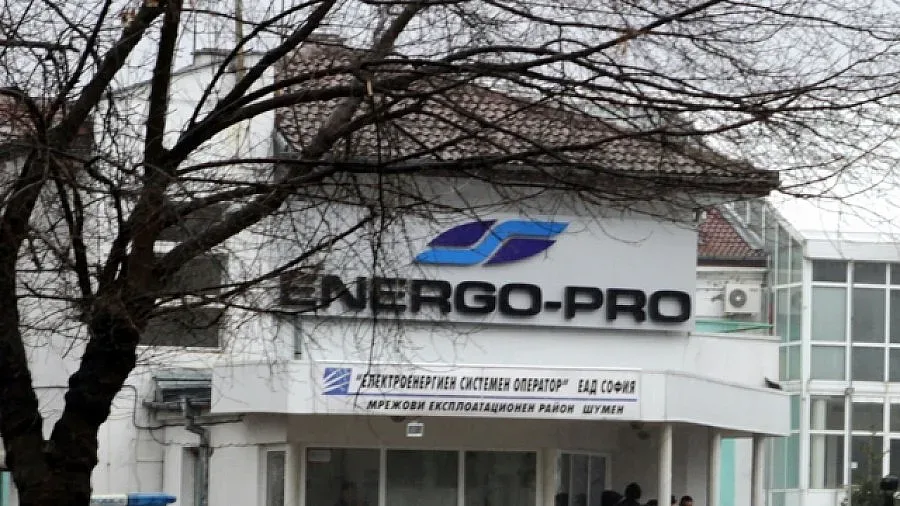 ENERGO-PRO
"ЕЛЕКТРОЕНЕРГИЕН СИСТЕМЕН ОПЕРАТОР" ЕАД СОФИЯ
МРЕЖОВИ ЕКСПЛОАТАЦИОНЕН РАЙОН ШУМЕН